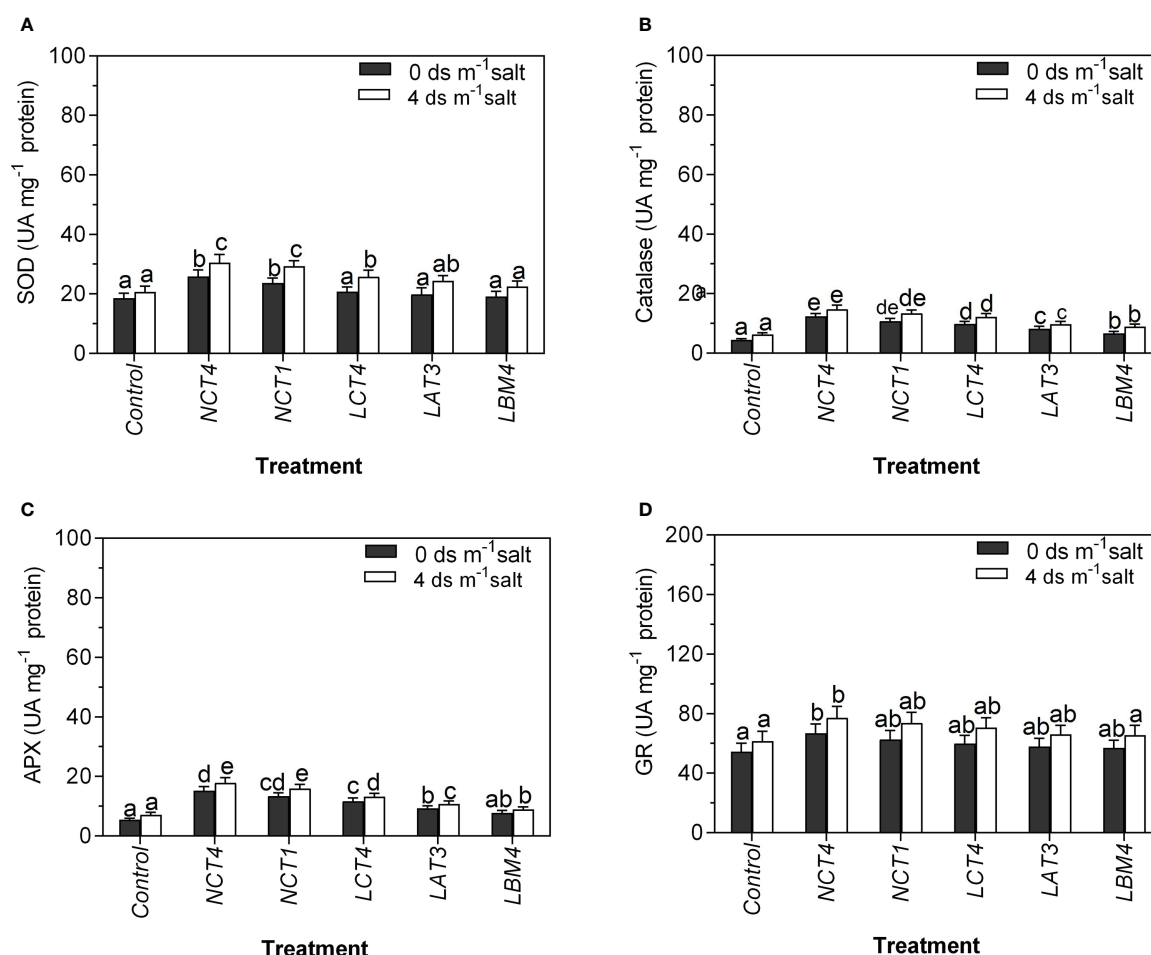 A
SOD (UA mg⁻¹ protein)
100
80
60
40
20
0
0 ds m⁻¹salt
4 ds m⁻¹salt
a a b c b c a b a ab a a
Control NCT4 NCT1 LCT4 LAT3 LBM4
Treatment
B
Catalase (UA mg⁻¹ protein)
100
80
60
40
20
0
a
0 ds m⁻¹salt
4 ds m⁻¹salt
a a e e de de d d c c b b
Control NCT4 NCT1 LCT4 LAT3 LBM4
Treatment
C
APX (UA mg⁻¹ protein)
100
80
60
40
20
0
0 ds m⁻¹salt
4 ds m⁻¹salt
a a d e cd e c d b c ab b
Control NCT4 NCT1 LCT4 LAT3 LBM4
Treatment
D
GR (UA mg⁻¹ protein)
200
160
120
80
40
0
0 ds m⁻¹salt
4 ds m⁻¹salt
a a b b ab ab ab ab ab ab ab a
Control NCT4 NCT1 LCT4 LAT3 LBM4
Treatment